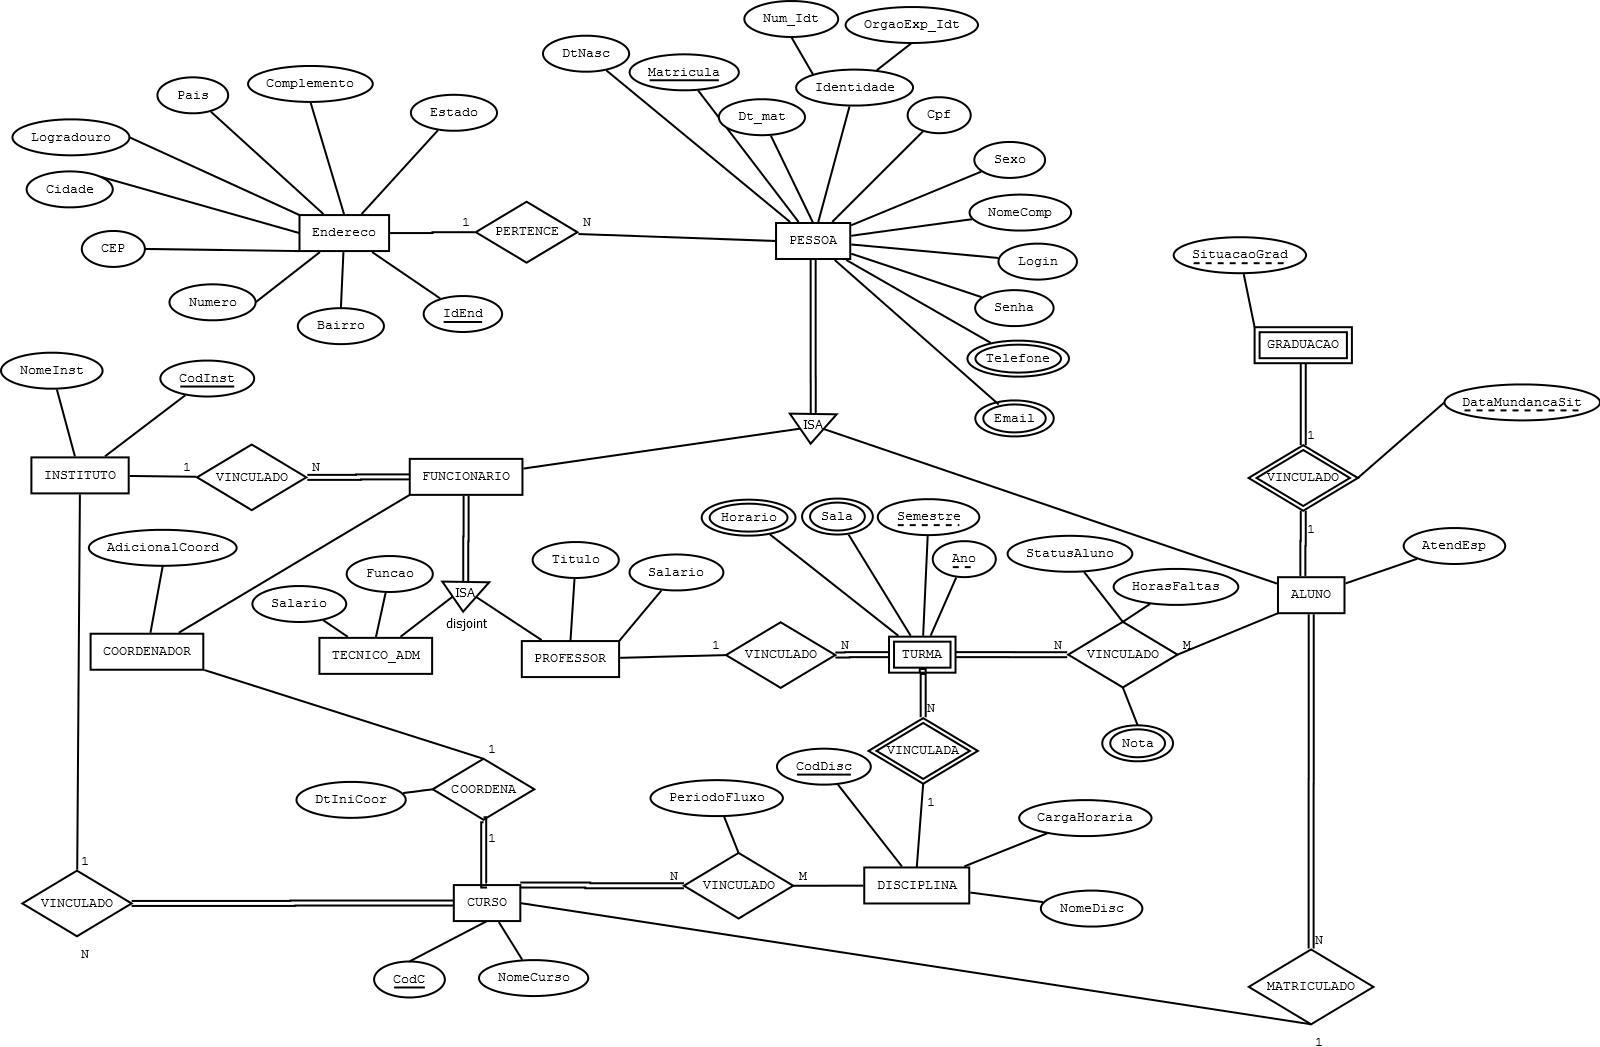 Num_Idt
OrgaoExp_Idt
DtNasc
Matricula
Identidade
Complemento
Pais
Estado
Dt_mat
Cpf
Logradouro
Sexo
Cidade
NomeComp
Endereco
1
PERTENCE
N
PESSOA
CEP
Login
SituacaoGrad
Numero
Bairro
IdEnd
Senha
Telefone
GRADUACAO
NomeInst
CodInst
Email
DataMundancaSit
ISA
1
INSTITUTO
1
VINCULADO
N
FUNCIONARIO
VINCULADO
Horario
Sala
Semestre
1
AdicionalCoord
Titulo
Ano
StatusAluno
AtendEsp
Funcao
Salario
HorasFaltas
Salario
ISA
disjoint
ALUNO
COORDENADOR
TECNICO_ADM
PROFESSOR
1
VINCULADO
N
TURMA
N
VINCULADO
M
N
Nota
1
VINCULADA
CodDisc
COORDENA
DtIniCoor
PeriodoFluxo
1
CargaHoraria
1
1
N
VINCULADO
M
DISCIPLINA
VINCULADO
CURSO
NomeDisc
N
N
CodC
NomeCurso
MATRICULADO
1